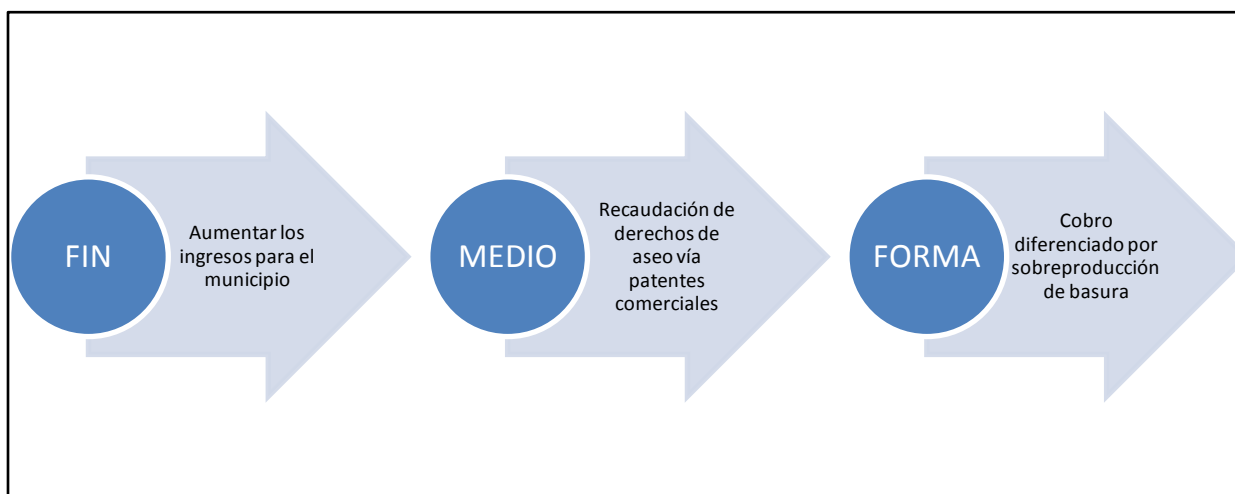 FIN
Aumentar los
ingresos para el
municipio
MEDIO
Recaudación de
derechos de
aseo vía
patentes
comerciales
FORMA
Cobro
diferenciado por
sobreproducción
de basura